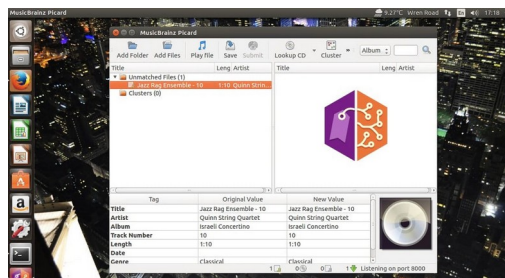 MusicBrainz Picard
9.27°C Wren Road
En
17:18
MusicBrainz Picard
Add Folder
Add Files
Play file
Save
Submit
Lookup CD
Cluster
Album
Title
Leng
Artist
Title
Leng
Artist
Unmatched Files (1)
Jazz Rag Ensemble - 10
1:10
Quinn Strin...
Clusters (0)
Tag
Original Value
New Value
Title
Jazz Rag Ensemble - 10
Jazz Rag Ensemble - 10
Artist
Quinn String Quartet
Quinn String Quartet
Album
Israeli Concertino
Israeli Concertino
Track Number
10
10
Length
1:10
1:10
Date
Genre
Classical
Classical
1
0
0
1
Listening on port 8000